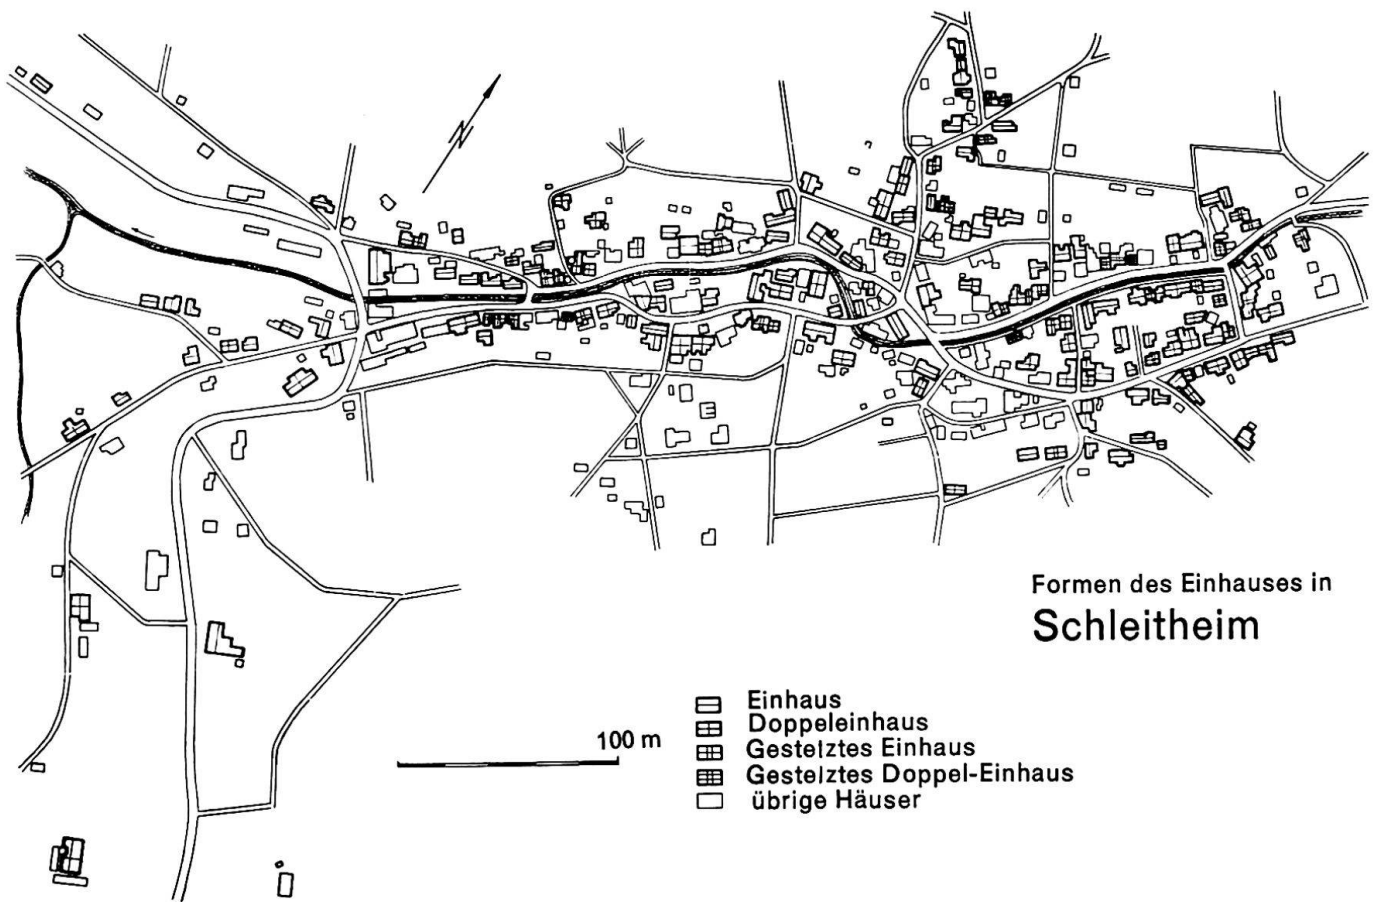 N
Formen des Einhauses in
Schleitheim
100 m
Einhaus
Doppeleinhaus
Gestelztes Einhaus
Gestelztes Doppel-Einhaus
übrige Häuser